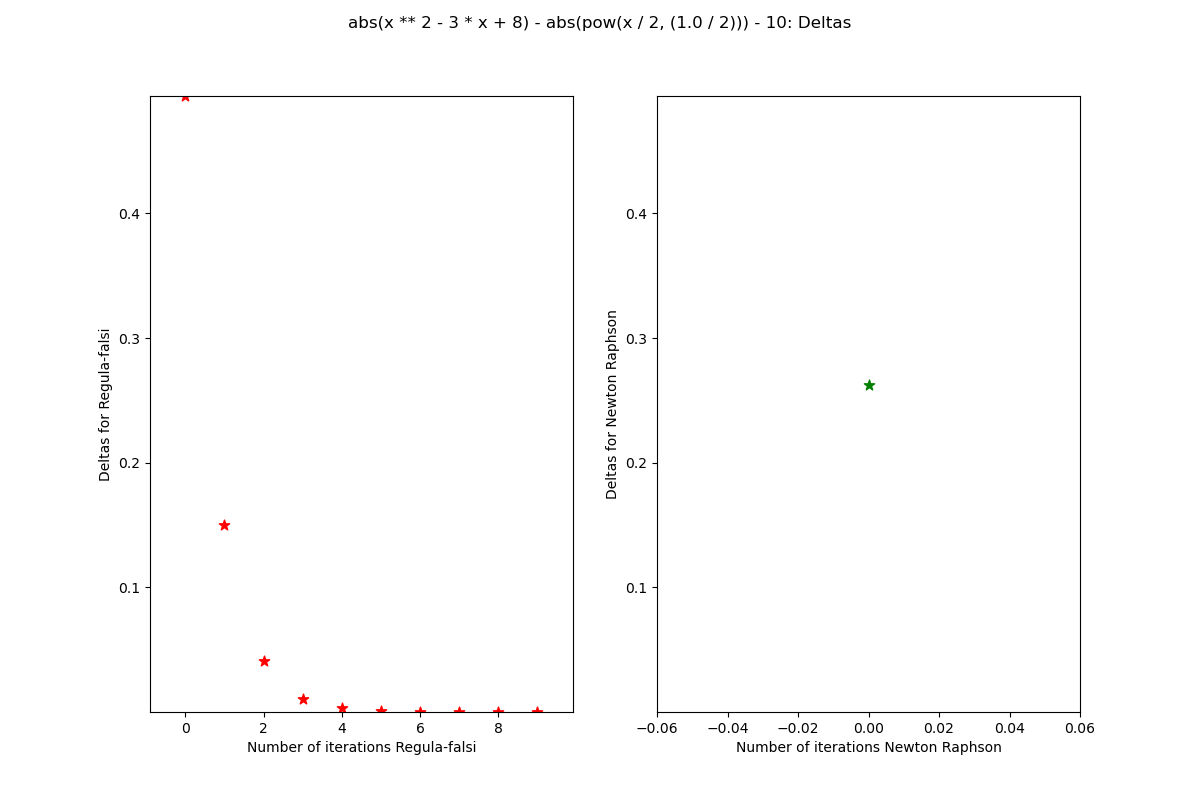 abs(x ** 2 - 3 * x + 8) - abs(pow(x / 2, (1.0 / 2))) - 10: Deltas
0.4
0.3
0.2
0.1
Deltas for Regula-falsi
0 2 4 6 8
Number of iterations Regula-falsi
0.4
0.3
0.2
0.1
Deltas for Newton Raphson
−0.06 −0.04 −0.02 0.00 0.02 0.04 0.06
Number of iterations Newton Raphson